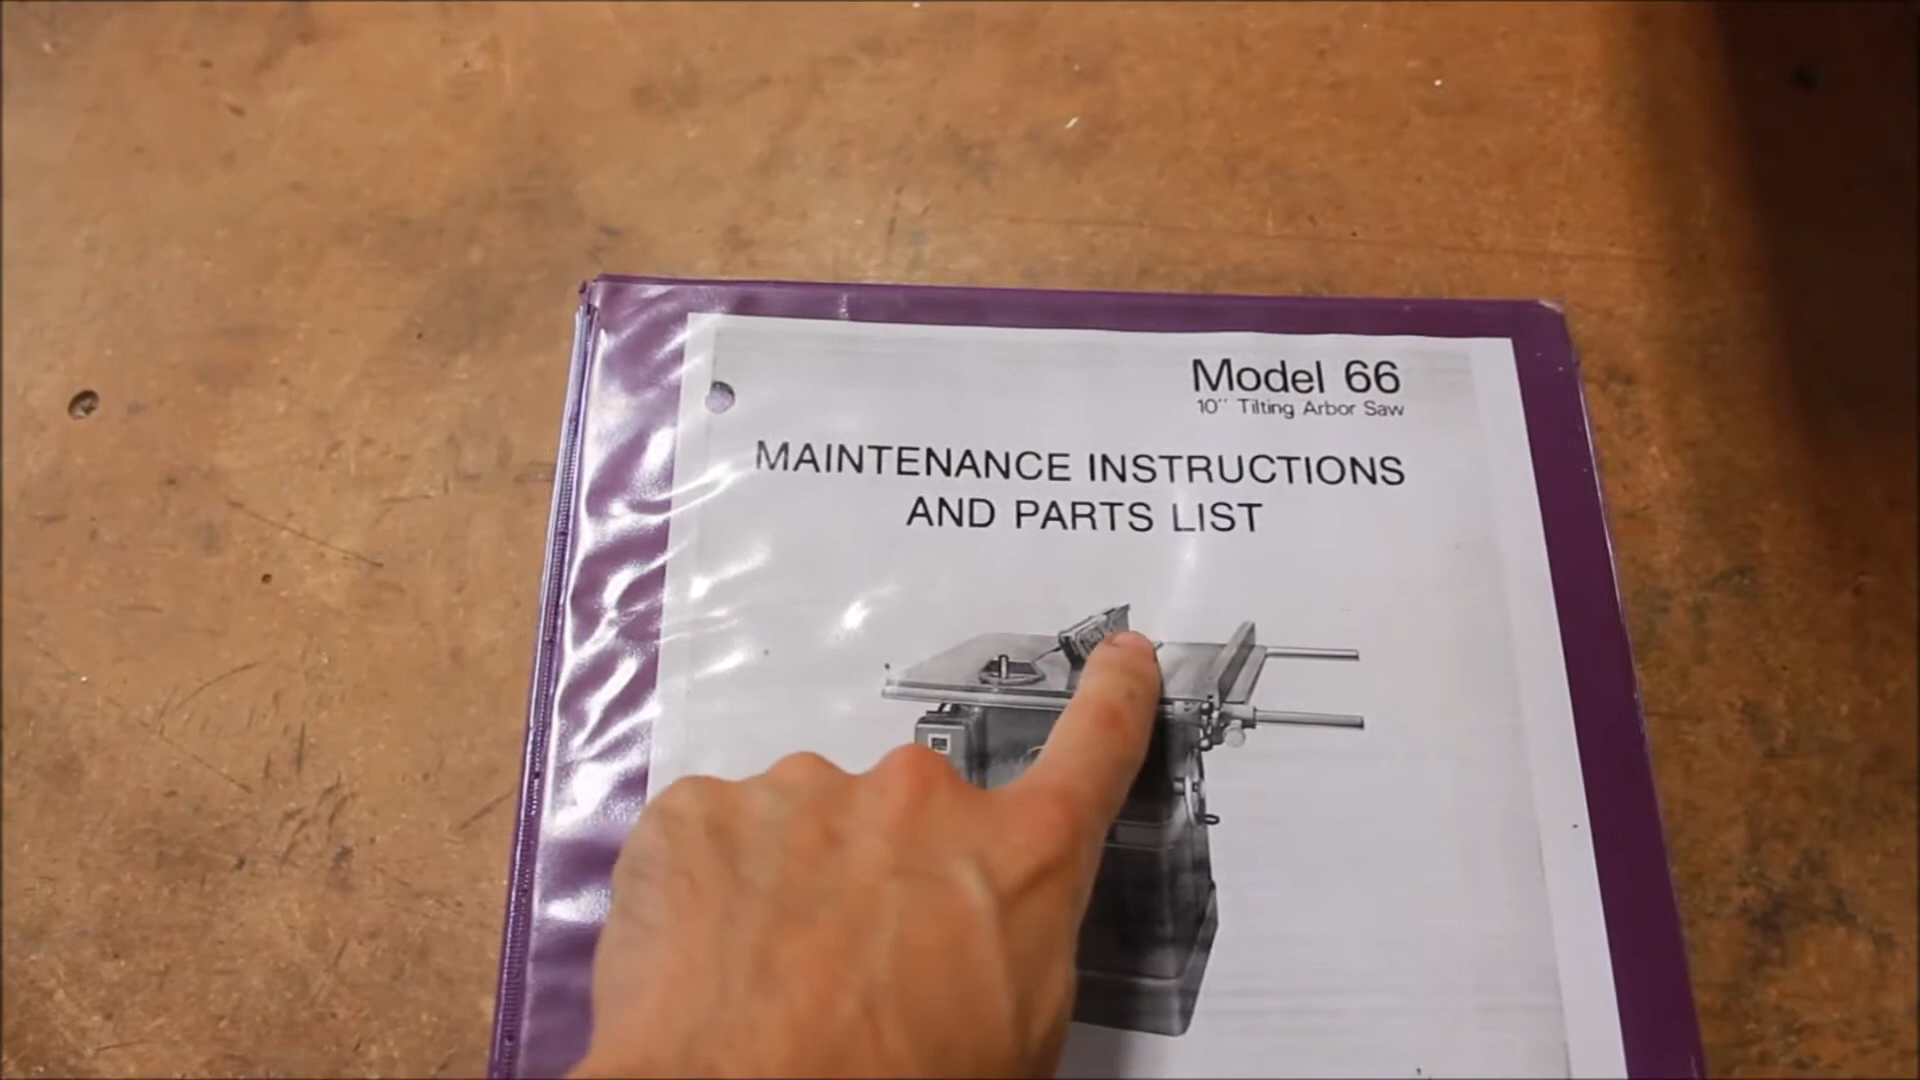 Model 66
10″ Tilting Arbor Saw
MAINTENANCE INSTRUCTIONS
AND PARTS LIST